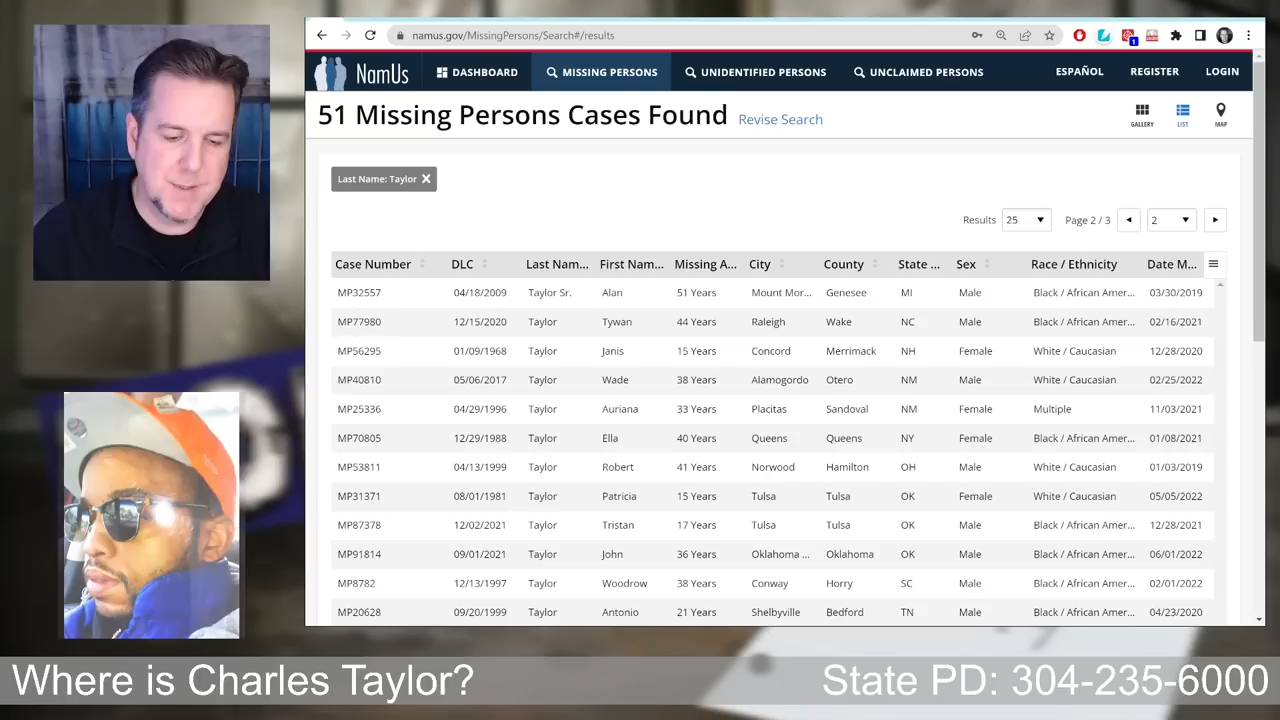 namus.gov/MissingPersons/Search#/results
1
NamUs DASHBOARD MISSING PERSONS UNIDENTIFIED PERSONS UNCLAIMED PERSONS ESPAÑOL REGISTER LOGIN
51 Missing Persons Cases Found Revise Search
GALLERY LIST MAP
Last Name: Taylor
Results 25 Page 2 / 3 2
Case Number DLC Last Nam... First Nam... Missing A... City County State ... Sex Race / Ethnicity Date M...
MP32557 04/18/2009 Taylor Sr. Alan 51 Years Mount Mor... Genesee MI Male Black / African Amer... 03/30/2019
MP77980 12/15/2020 Taylor Tywan 44 Years Raleigh Wake NC Male Black / African Amer... 02/16/2021
MP56295 01/09/1968 Taylor Janis 15 Years Concord Merrimack NH Female White / Caucasian 12/28/2020
MP40810 05/06/2017 Taylor Wade 38 Years Alamogordo Otero NM Male White / Caucasian 02/25/2022
MP25336 04/29/1996 Taylor Auriana 33 Years Placitas Sandoval NM Female Multiple 11/03/2021
MP70805 12/29/1988 Taylor Ella 40 Years Queens Queens NY Female Black / African Amer... 01/08/2021
MP53811 04/13/1999 Taylor Robert 41 Years Norwood Hamilton OH Male White / Caucasian 01/03/2019
MP31371 08/01/1981 Taylor Patricia 15 Years Tulsa Tulsa OK Female White / Caucasian 05/05/2022
MP87378 12/02/2021 Taylor Tristan 17 Years Tulsa Tulsa OK Male Black / African Amer... 12/28/2021
MP91814 09/01/2021 Taylor John 36 Years Oklahoma ... Oklahoma OK Male Black / African Amer... 06/01/2022
MP8782 12/13/1997 Taylor Woodrow 38 Years Conway Horry SC Male Black / African Amer... 02/01/2022
MP20628 09/20/1999 Taylor Antonio 21 Years Shelbyville Bedford TN Male Black / African Amer... 04/23/2020
Where is Charles Taylor? State PD: 304-235-6000